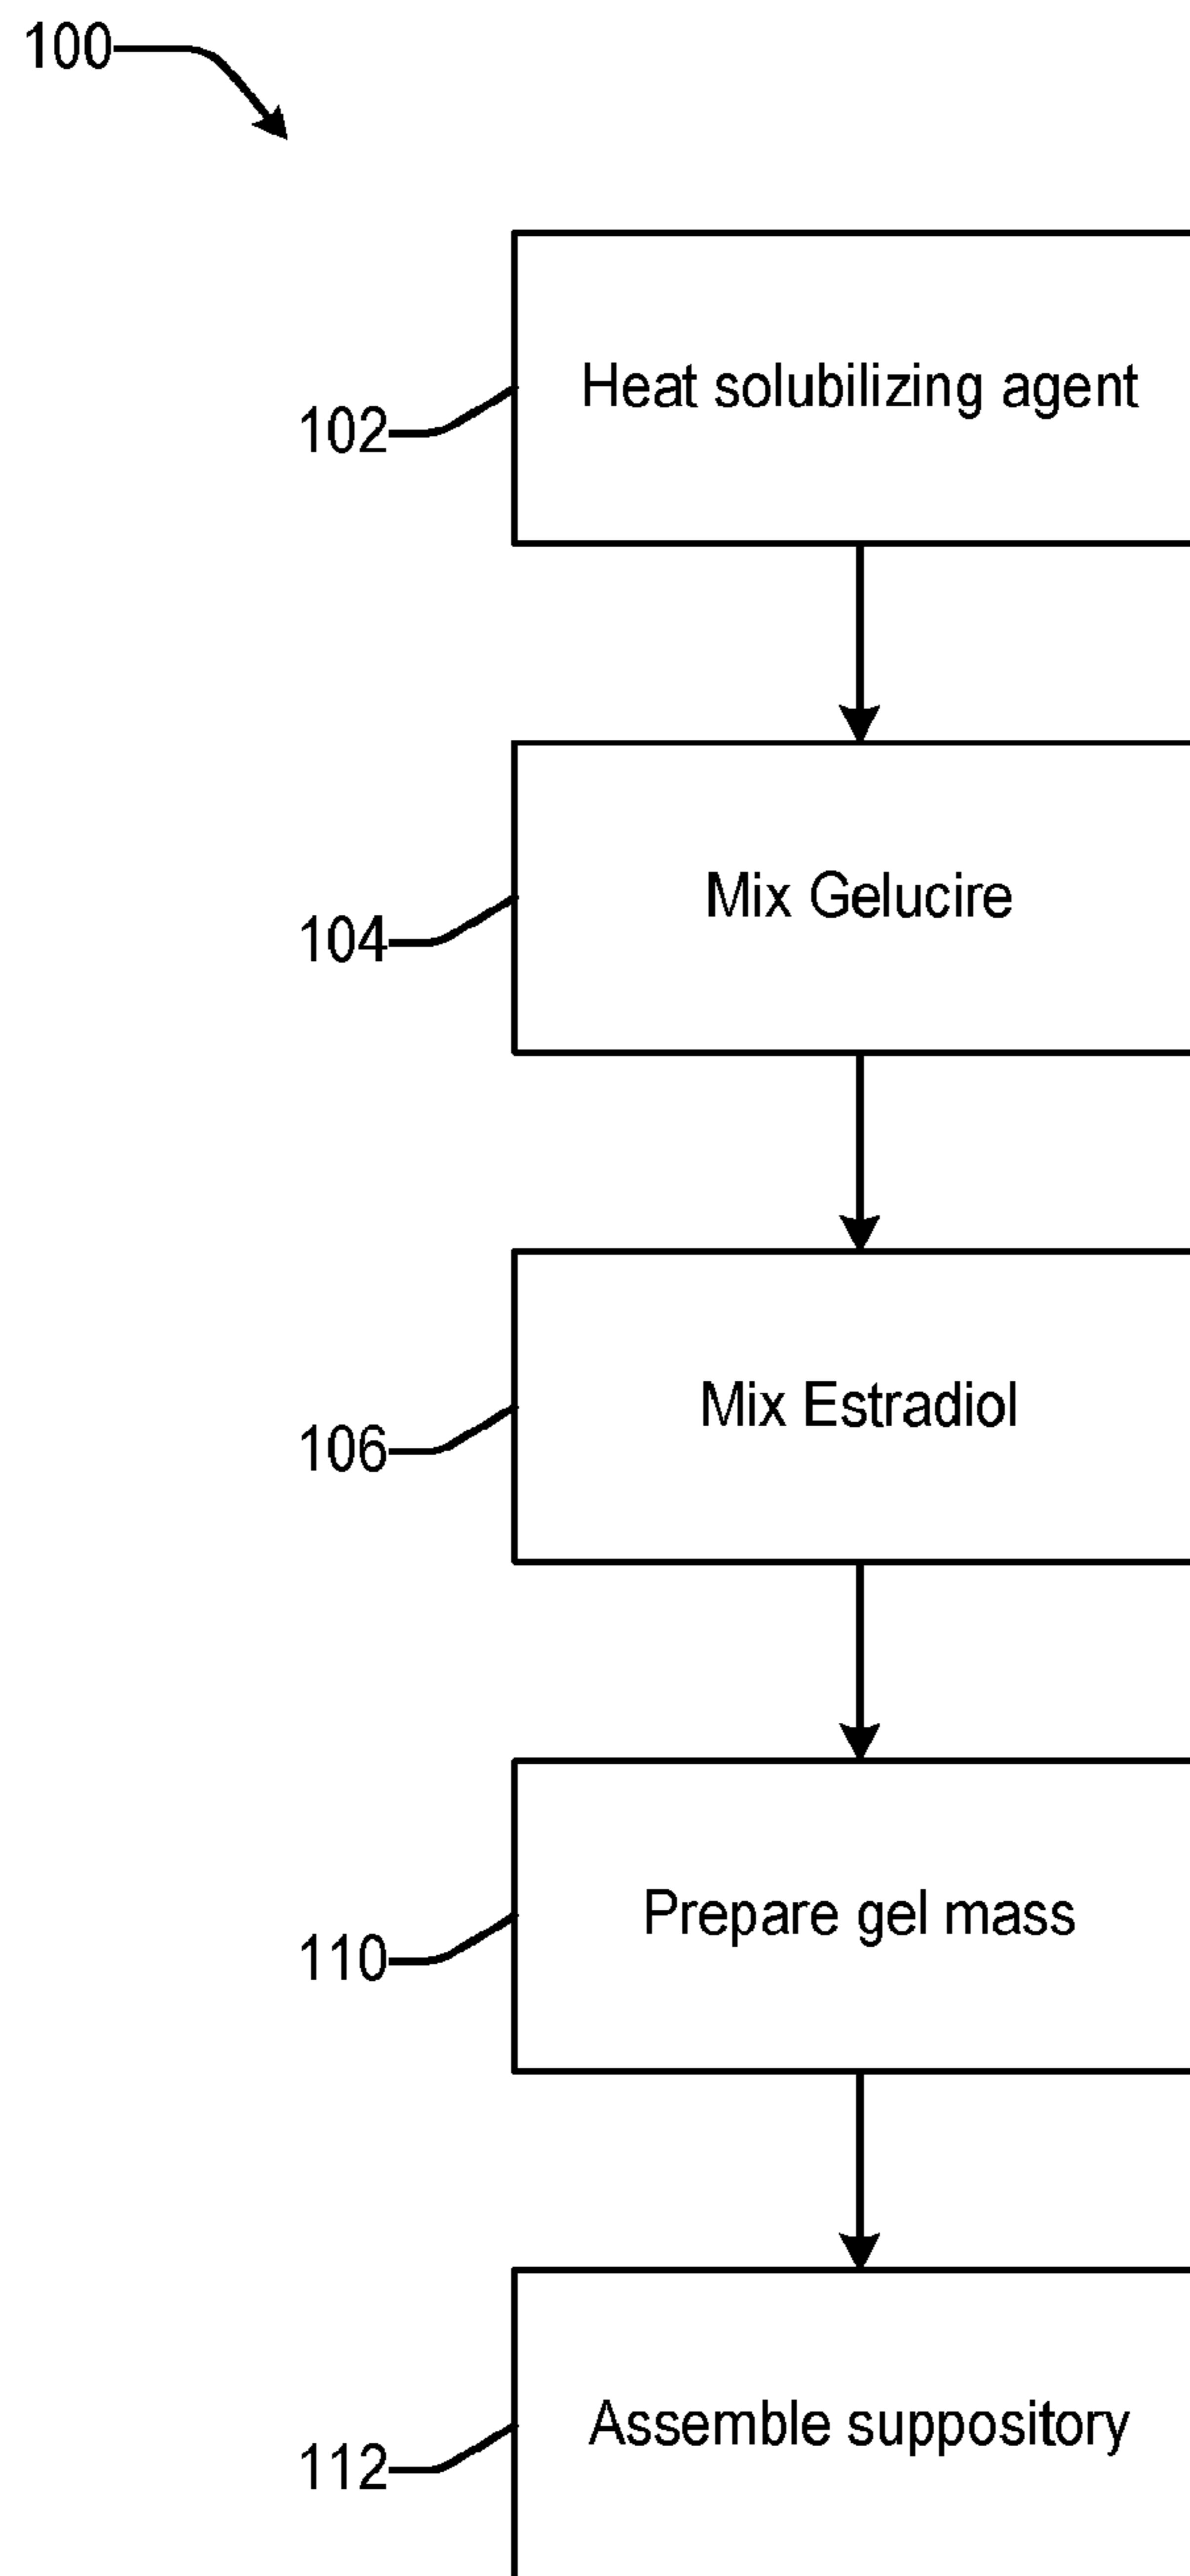 100
Heat solubilizing agent
102
Mix Gelucire
104
Mix Estradiol
106
Prepare gel mass
110
Assemble suppository
112